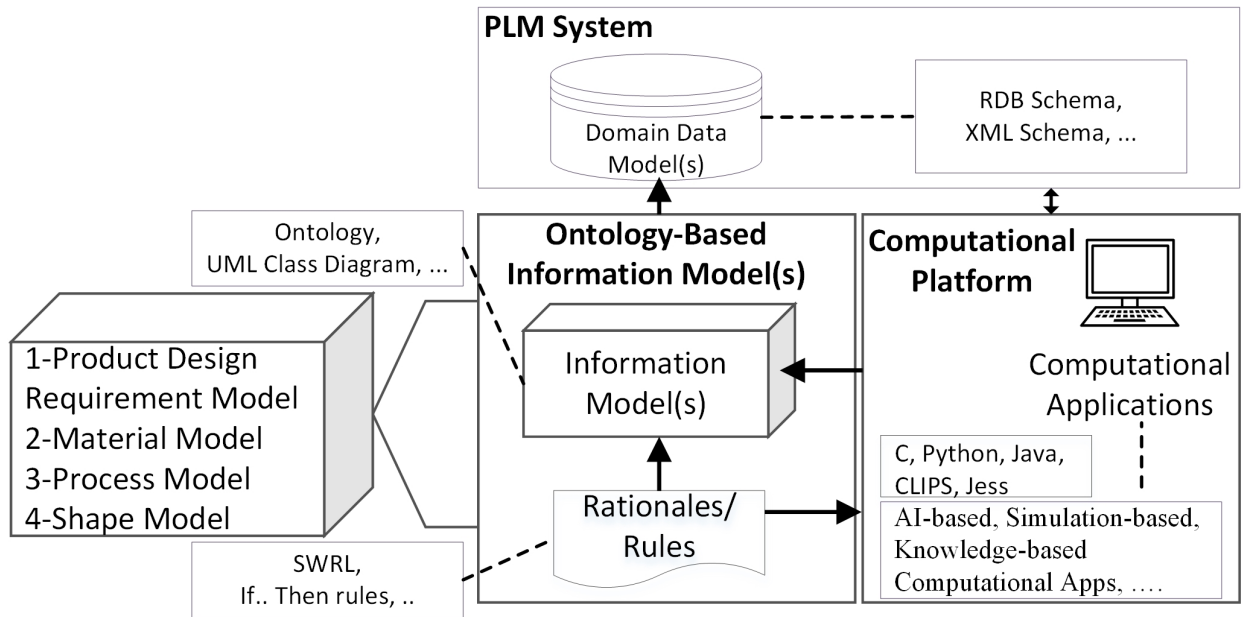 PLM System
Domain Data
Model(s)
RDB Schema,
XML Schema, ...
Ontology,
UML Class Diagram, ...
Ontology-Based
Information Model(s)
Computational
Platform
1-Product Design
Requirement Model
2-Material Model
3-Process Model
4-Shape Model
Information
Model(s)
Computational
Applications
C, Python, Java,
CLIPS, Jess
Rationales/
Rules
AI-based, Simulation-based,
Knowledge-based
Computational Apps, ....
SWRL,
If.. Then rules, ..